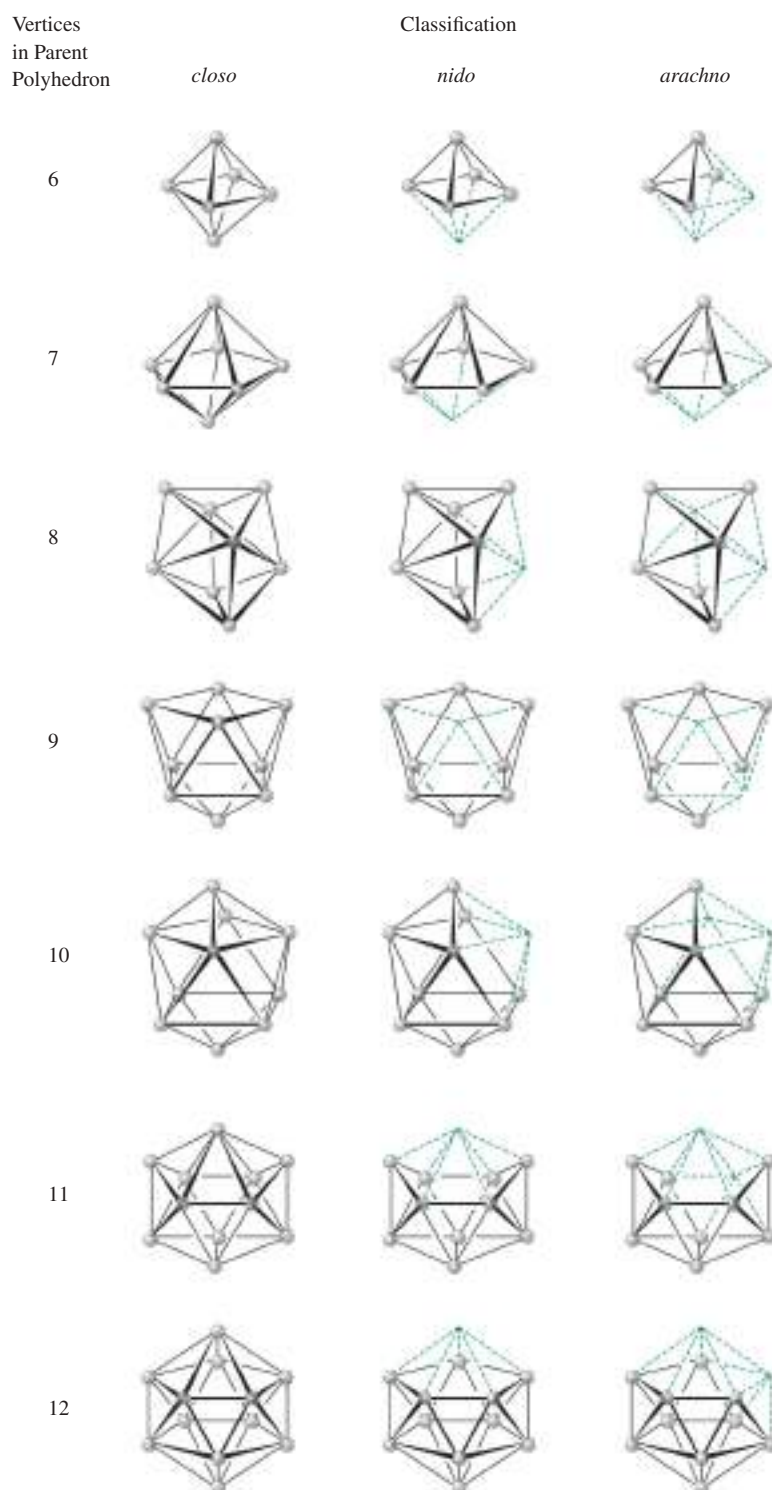 Vertices
in Parent
Polyhedron
Classification
closo nido arachno
6
7
8
9
10
11
12